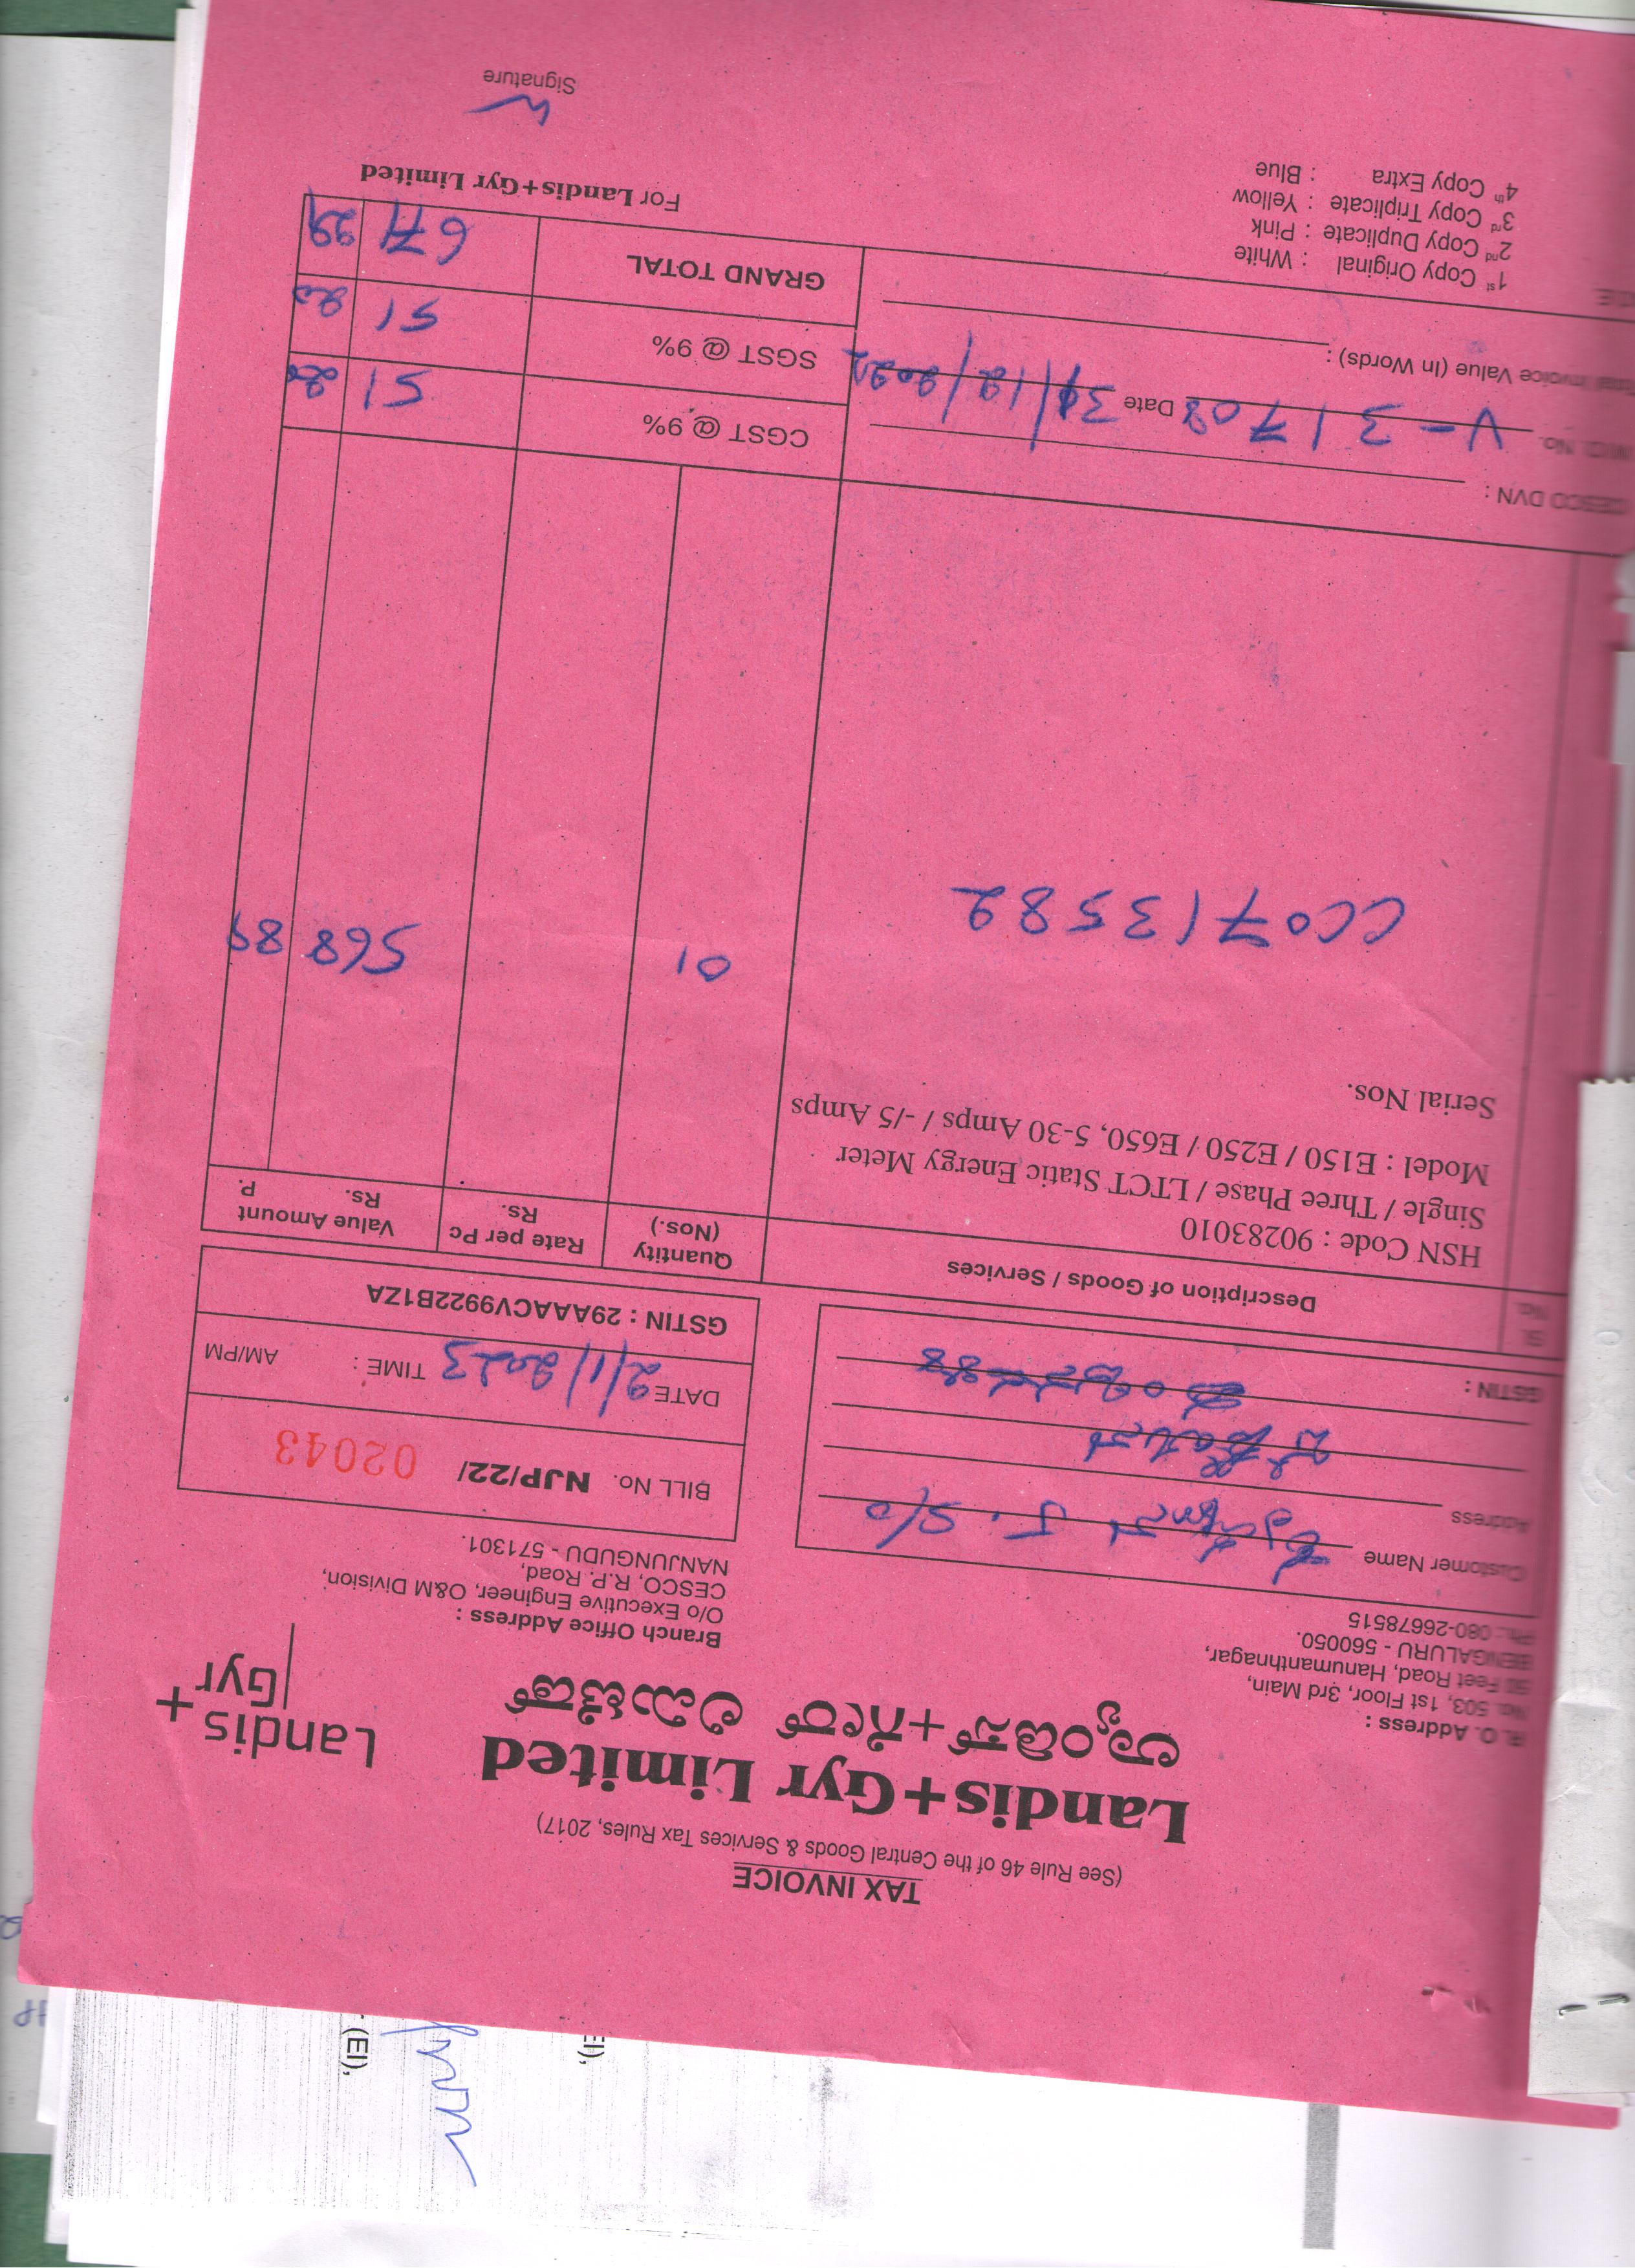 TAX INVOICE
(See Rule 46 of the Central Goods & Services Tax Rules, 2017)
Landis+Gyr Limited
ಲ್ಯಾಂಡಿಸ್+ಗೀರ್ ಲಿಮಿಟೆಡ್
Landis
Gyr
+
R. O. Address :
No. 503, 1st Floor, 3rd Main,
50 Feet Road, Hanumanthnagar,
BENGALURU - 560050.
Ph.: 080-26678515
Branch Office Address :
O/o Executive Engineer, O&M Division,
CESCO, R.P. Road,
NANJUNGUDU - 571301.
Customer Name J. S/o
Address
GSTIN :
BILL No. NJP/22/ 02043
DATE 2/1/2023 TIME : AM/PM
GSTIN : 29AAACV9922B1ZA
Sl. No. Description of Goods / Services Quantity (Nos.) Rate per Pc Rs. Value Amount Rs. P.
HSN Code : 90283010
Single / Three Phase / LTCT Static Energy Meter
Model : E150 / E250 / E650, 5-30 Amps / -/5 Amps
Serial Nos.
CC0713582 01 568 89
CESCO DVN :
CGST @ 9% 51 20
No. V-31708 Date 31/12/2022
SGST @ 9% 51 20
Total Invoice Value (In Words) :
GRAND TOTAL 671 29
1st Copy Original : White
2nd Copy Duplicate : Pink
3rd Copy Triplicate : Yellow
4th Copy Extra : Blue
For Landis+Gyr Limited
Signature
(EI),